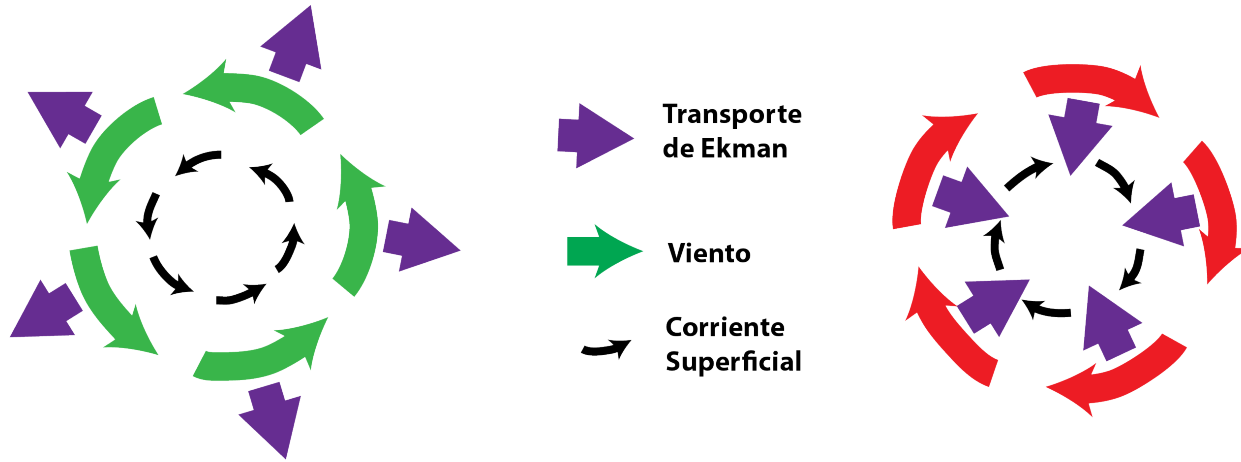 Transporte
de Ekman
Viento
Corriente
Superficial